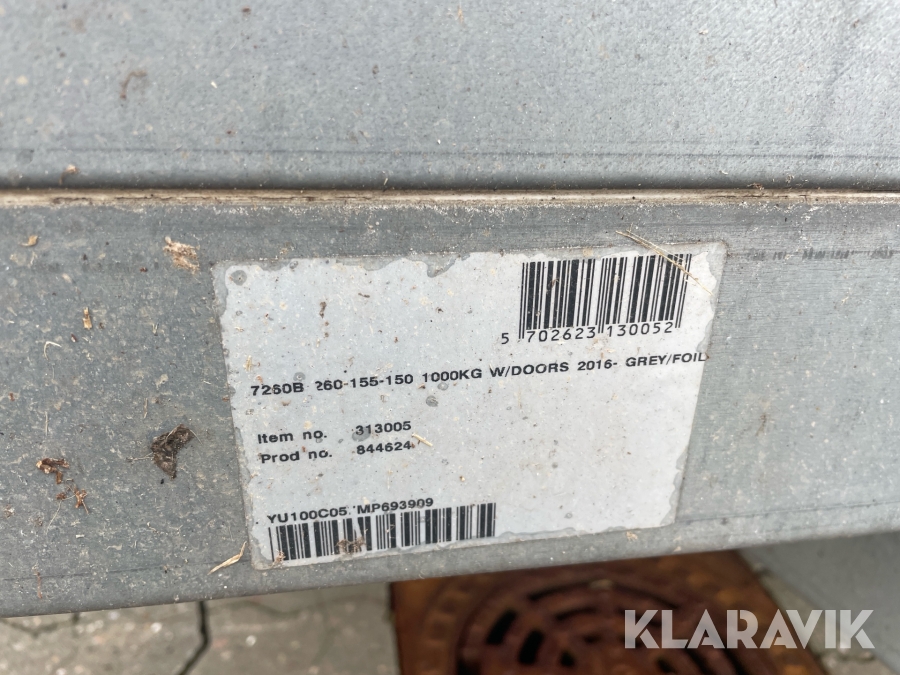 5 702623 130052
7260B 260-155-150 1000KG W/DOORS 2016- GREY/FOIL
Item no. 313005
Prod no. 844624
YU100C05 MP693909
KLARAVIK